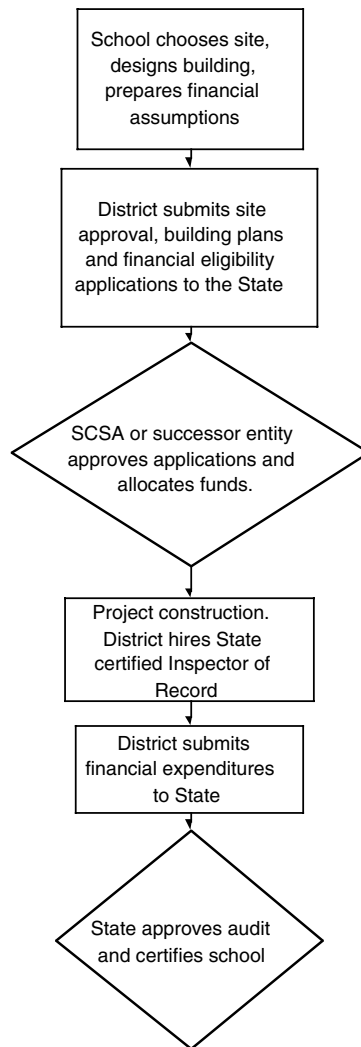 School chooses site,
designs building,
prepares financial
assumptions
District submits site
approval, building plans
and financial eligibility
applications to the State
SCSA or successor entity
approves applications and
allocates funds.
Project construction.
District hires State
certified Inspector of
Record
District submits
financial expenditures
to State
State approves audit
and certifies school